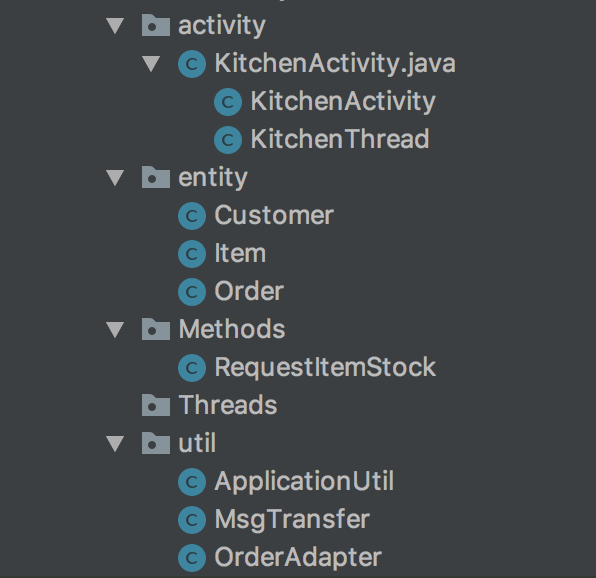 activity
C KitchenActivity.java
C KitchenActivity
C KitchenThread
entity
C Customer
C Item
C Order
Methods
C RequestItemStock
Threads
util
C ApplicationUtil
C MsgTransfer
C OrderAdapter